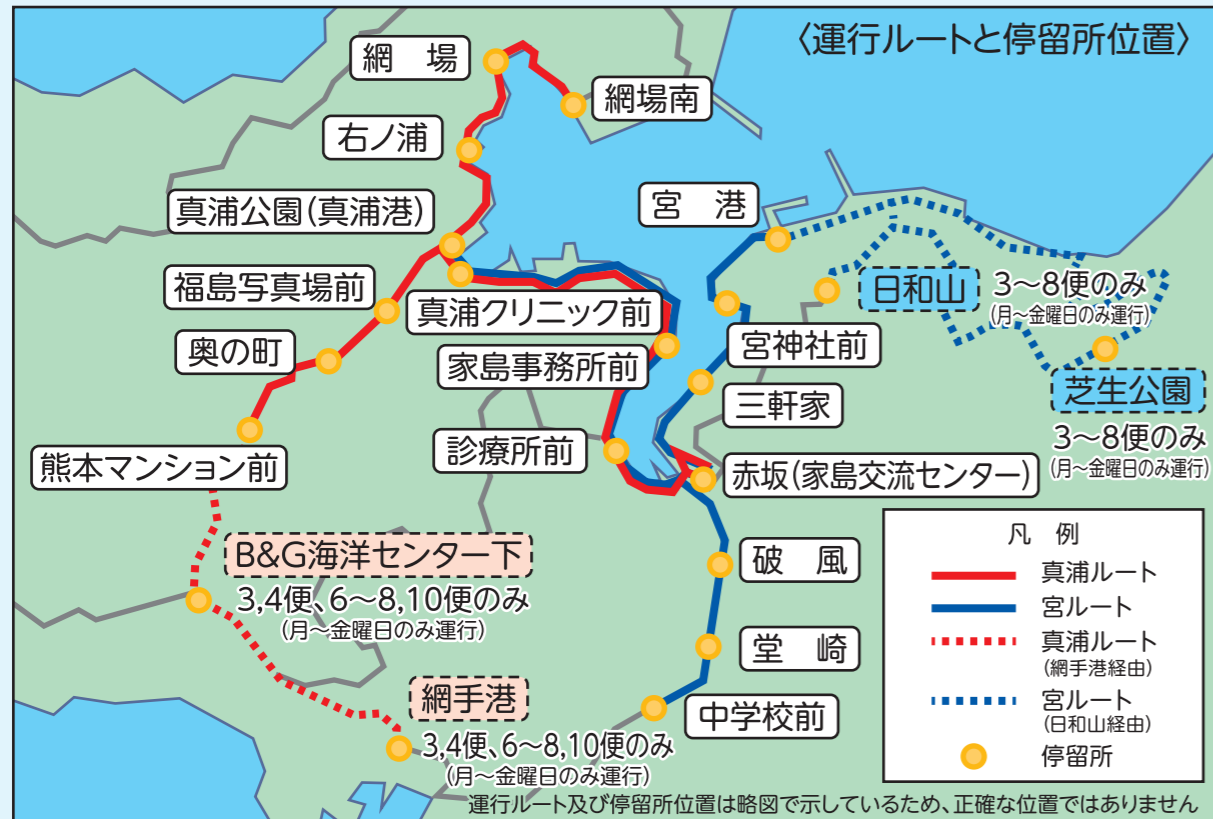 〈運行ルートと停留所位置〉
網　場
網場南
右ノ浦
宮　港
真浦公園(真浦港)
福島写真場前
真浦クリニック前
日和山
3〜8便のみ
(月〜金曜日のみ運行)
奥の町
家島事務所前
宮神社前
三軒家
芝生公園
3〜8便のみ
(月〜金曜日のみ運行)
熊本マンション前
診療所前
赤坂(家島交流センター)
B&G海洋センター下
3,4便、6〜8,10便のみ
(月〜金曜日のみ運行)
破　風
堂　崎
網手港
3,4便、6〜8,10便のみ
(月〜金曜日のみ運行)
中学校前
凡　例
真浦ルート
宮ルート
真浦ルート
(網手港経由)
宮ルート
(日和山経由)
停留所
運行ルート及び停留所位置は略図で示しているため、正確な位置ではありません